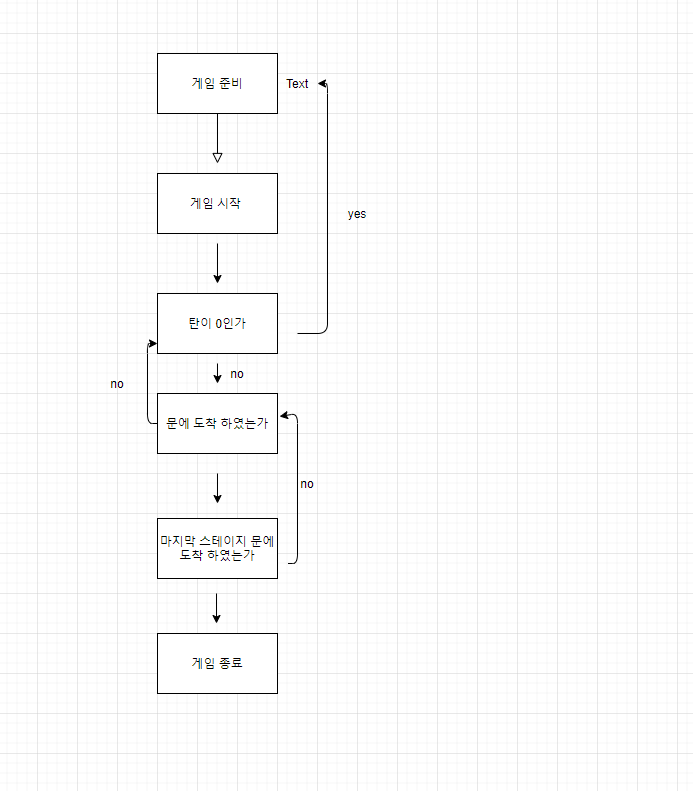 게임 준비
Text
게임 시작
yes
탄이 0인가
no
no
문에 도착 하였는가
no
마지막 스테이지 문에
도착 하였는가
게임 종료